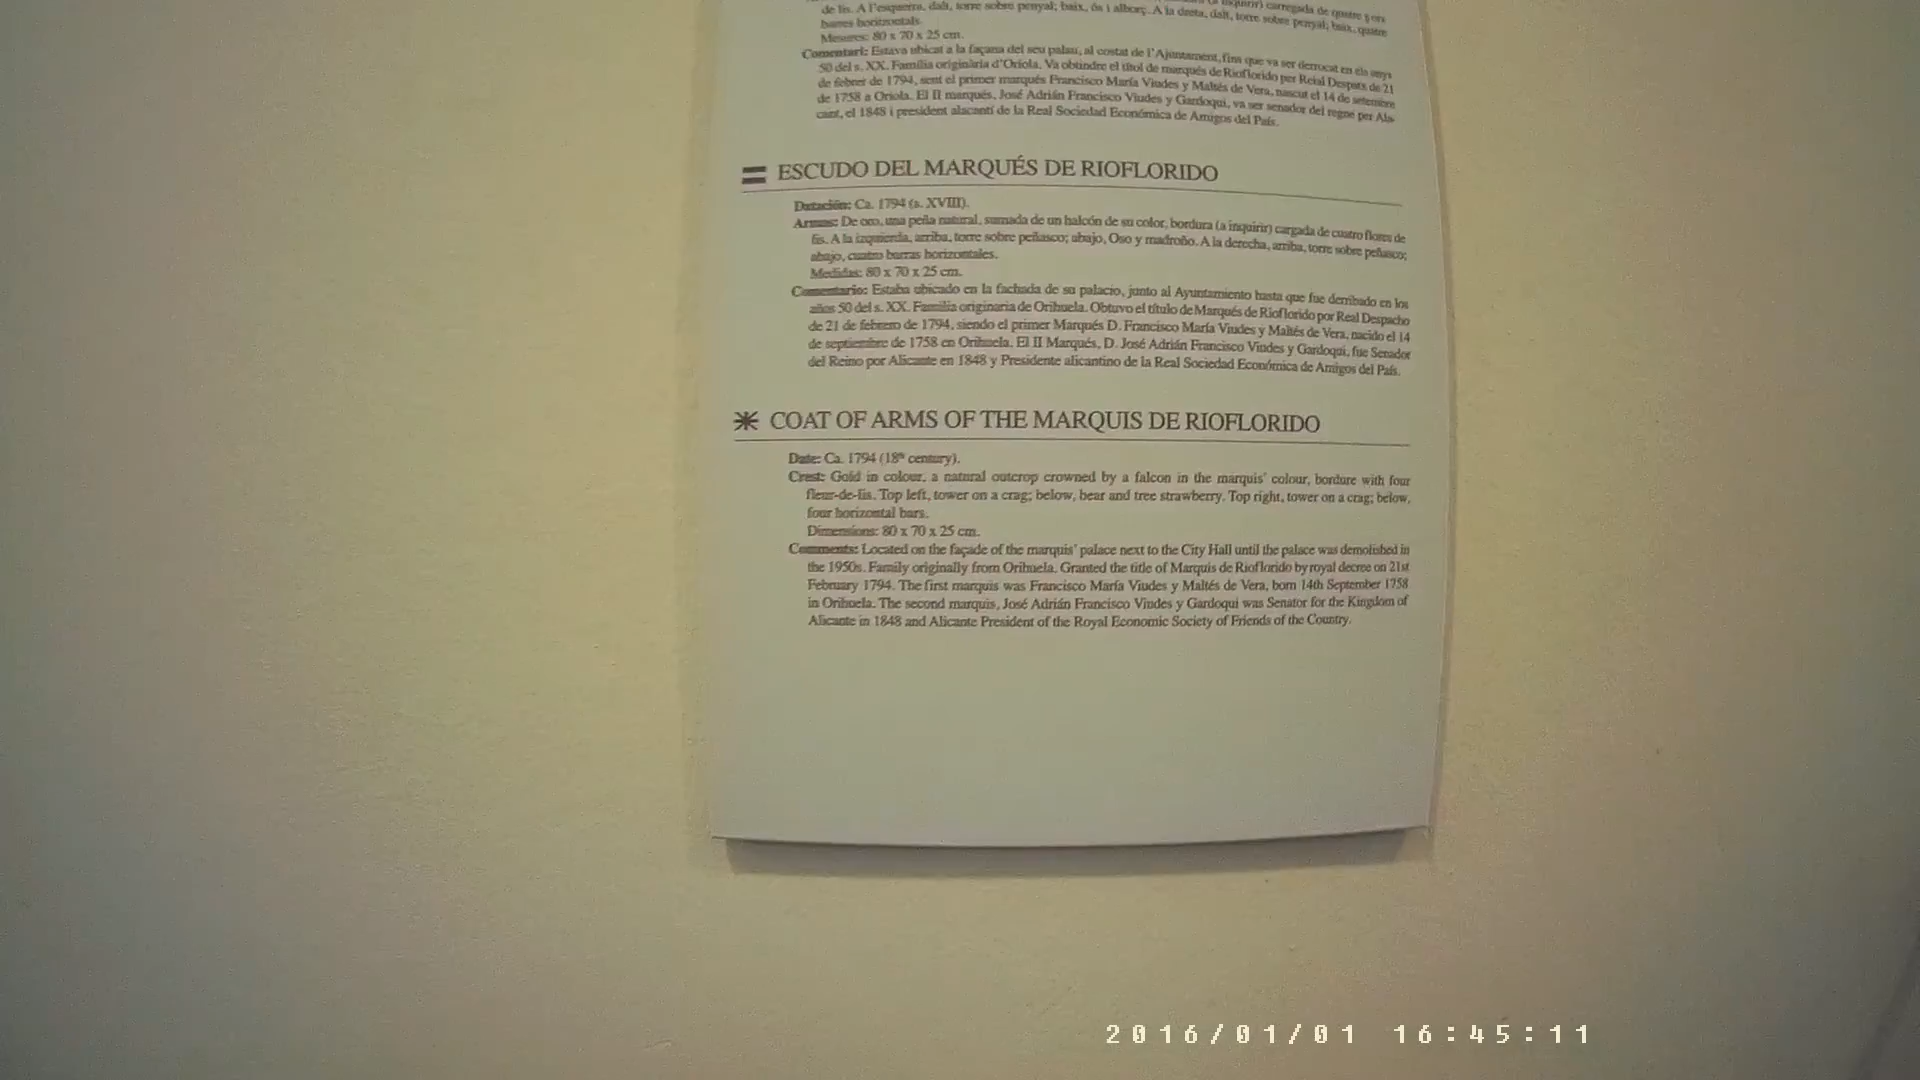 de lis. A l'esquerra, dalt, torre sobre penyal; baix, ós i alborç. A la dreta, dalt, torre sobre penyal; baix, quatre
barres horitzontals.
Mesures: 80 x 70 x 25 cm.
Comentari: Estava ubicat a la façana del seu palau, al costat de l'Ajuntament, fins que va ser derrocat en els anys
50 del s. XX. Família originària d'Oriola. Va obtindre el títol de marqués de Rioflorido per Reial Despatx de 21
de febrer de 1794, sent el primer marqués Francisco María Viudes y Maltés de Vera, nascut el 14 de setembre
de 1758 a Oriola. El II marqués, José Adrián Francisco Viudes y Gardoqui, va ser senador del regne per Ala-
cant, el 1848 i president alacantí de la Real Sociedad Económica de Amigos del País.
ESCUDO DEL MARQUÉS DE RIOFLORIDO
Datación: Ca. 1794 (s. XVIII).
Armas: De oro, una peña natural, sumada de un halcón de su color, bordura (a inquirir) cargada de cuatro flores de
lis. A la izquierda, arriba, torre sobre peñasco; abajo, Oso y madroño. A la derecha, arriba, torre sobre peñasco;
abajo, cuatro barras horizontales.
Medidas: 80 x 70 x 25 cm.
Comentario: Estaba ubicado en la fachada de su palacio, junto al Ayuntamiento hasta que fue derribado en los
años 50 del s. XX. Familia originaria de Orihuela. Obtuvo el título de Marqués de Rioflorido por Real Despacho
de 21 de febrero de 1794, siendo el primer Marqués D. Francisco María Viudes y Maltés de Vera, nacido el 14
de septiembre de 1758 en Orihuela. El II Marqués, D. José Adrián Francisco Viudes y Gardoqui, fue Senador
del Reino por Alicante en 1848 y Presidente alicantino de la Real Sociedad Económica de Amigos del País.
COAT OF ARMS OF THE MARQUIS DE RIOFLORIDO
Date: Ca. 1794 (18th century).
Crest: Gold in colour, a natural outcrop crowned by a falcon in the marquis' colour, bordure with four
fleur-de-lis. Top left, tower on a crag; below, bear and tree strawberry. Top right, tower on a crag; below,
four horizontal bars.
Dimensions: 80 x 70 x 25 cm.
Comments: Located on the façade of the marquis' palace next to the City Hall until the palace was demolished in
the 1950s. Family originally from Orihuela. Granted the title of Marquis de Rioflorido by royal decree on 21st
February 1794. The first marquis was Francisco María Viudes y Maltés de Vera, born 14th September 1758
in Orihuela. The second marquis, José Adrián Francisco Viudes y Gardoqui was Senator for the Kingdom of
Alicante in 1848 and Alicante President of the Royal Economic Society of Friends of the Country.
2016/01/01 16:45:11